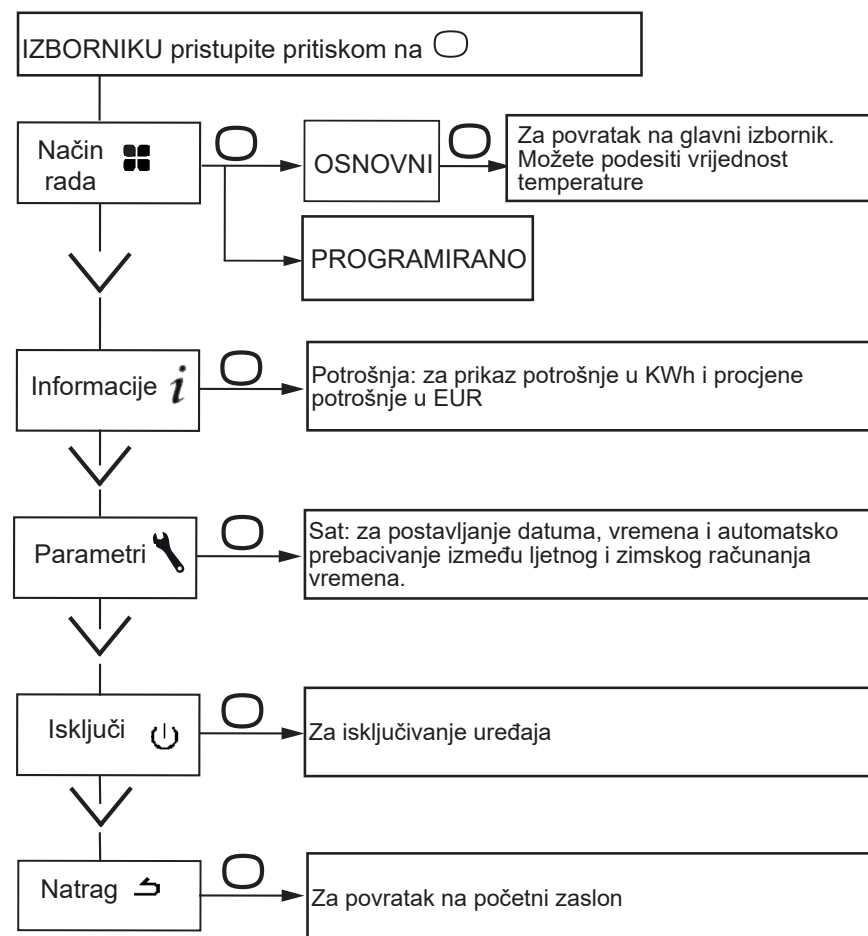 IZBORNIKU pristupite pritiskom na
Način
rada
OSNOVNI
Za povratak na glavni izbornik.
Možete podesiti vrijednost
temperature
PROGRAMIRANO
Informacije i
Potrošnja: za prikaz potrošnje u KWh i procjene
potrošnje u EUR
Parametri
Sat: za postavljanje datuma, vremena i automatsko
prebacivanje između ljetnog i zimskog računanja
vremena.
Isključi
Za isključivanje uređaja
Natrag
Za povratak na početni zaslon